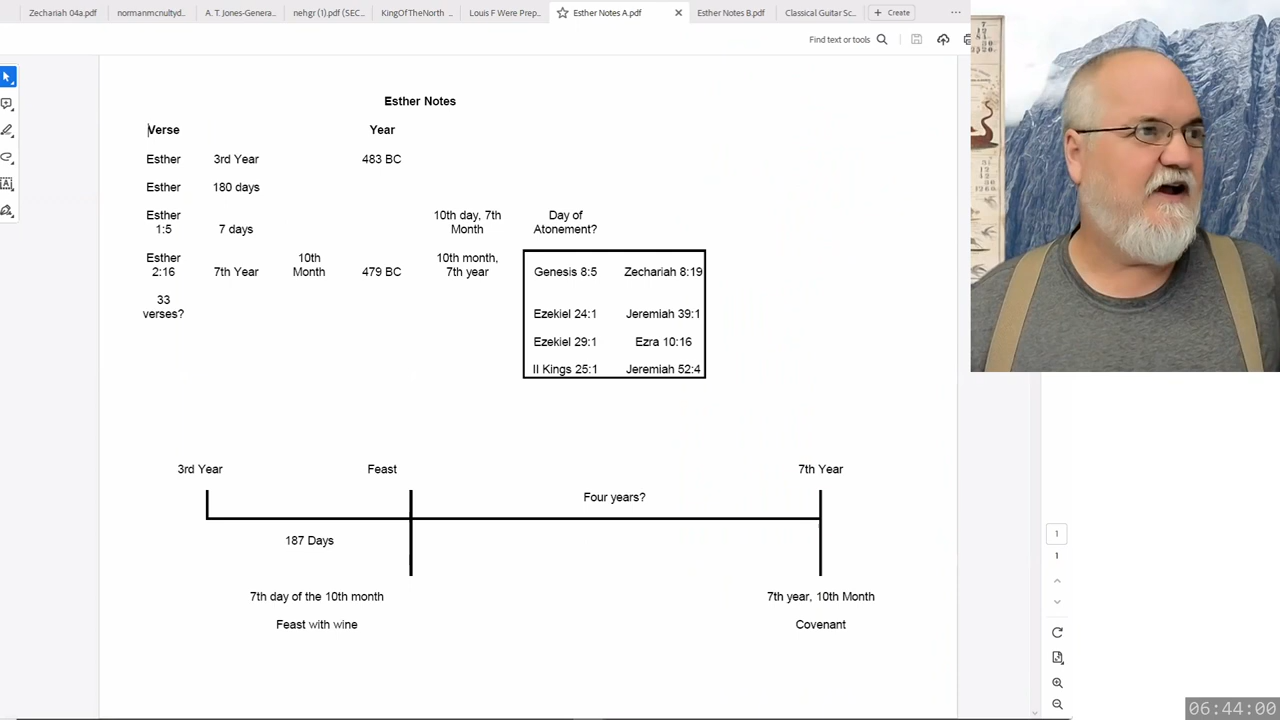 Zechariah 04a.pdf normanmcnultyd... A. T. Jones-Genera... nehgr (1).pdf (SEC... KingOfTheNorth ... Louis F Were Prep... Esther Notes A.pdf Esther Notes B.pdf Classical Guitar Sc... + Create
Find text or tools
Esther Notes
Verse Year
Esther 3rd Year 483 BC
Esther 180 days
Esther 10th day, 7th Day of
1:5 7 days Month Atonement?
Esther 10th 10th month,
2:16 7th Year Month 479 BC 7th year Genesis 8:5 Zechariah 8:19
33
verses?
Ezekiel 24:1 Jeremiah 39:1
Ezekiel 29:1 Ezra 10:16
II Kings 25:1 Jeremiah 52:4
3rd Year Feast 7th Year
Four years?
187 Days
7th day of the 10th month 7th year, 10th Month
Feast with wine Covenant
1
1
06:44:00